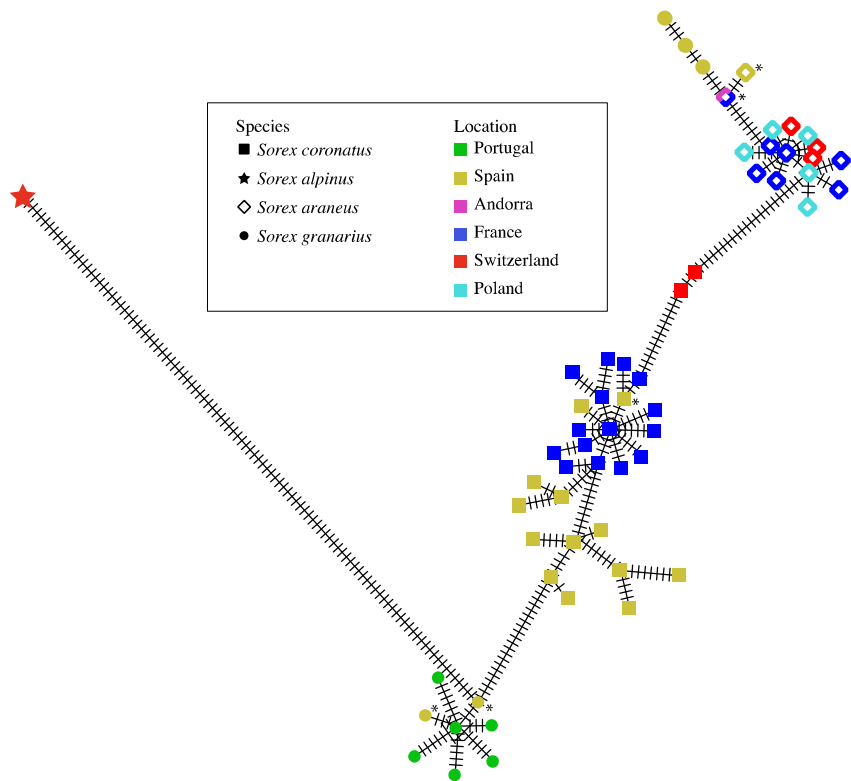 Species
Sorex coronatus
Sorex alpinus
Sorex araneus
Sorex granarius
Location
Portugal
Spain
Andorra
France
Switzerland
Poland
*
*
*
*
*